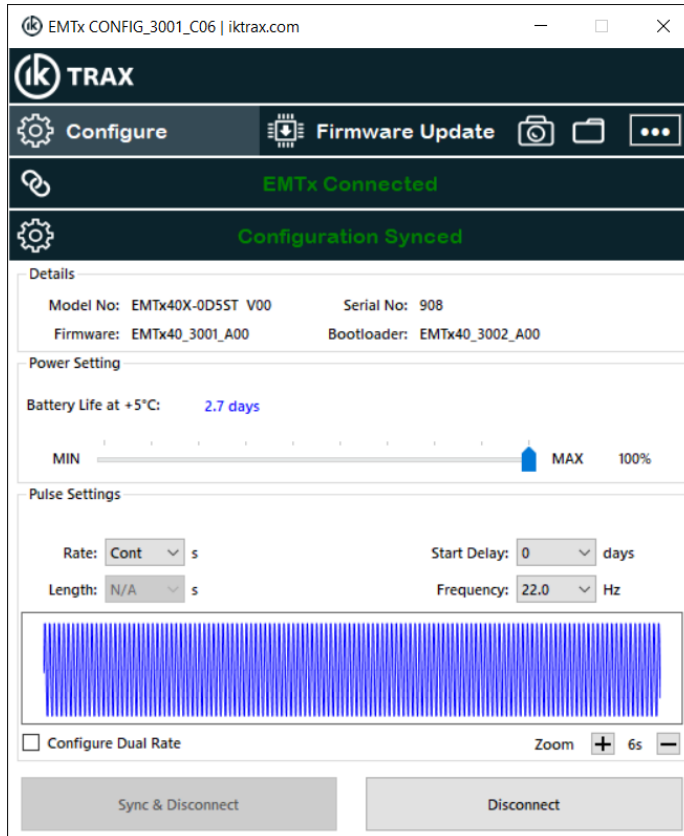 ik EMTx CONFIG_3001_C06 | iktrax.com
ik TRAX
Configure Firmware Update
EMTx Connected
Configuration Synced
Details
Model No: EMTx40X-0D5ST V00 Serial No: 908
Firmware: EMTx40_3001_A00 Bootloader: EMTx40_3002_A00
Power Setting
Battery Life at +5°C: 2.7 days
MIN MAX 100%
Pulse Settings
Rate: Cont s Start Delay: 0 days
Length: N/A s Frequency: 22.0 Hz
Configure Dual Rate Zoom + 6s −
Sync & Disconnect Disconnect